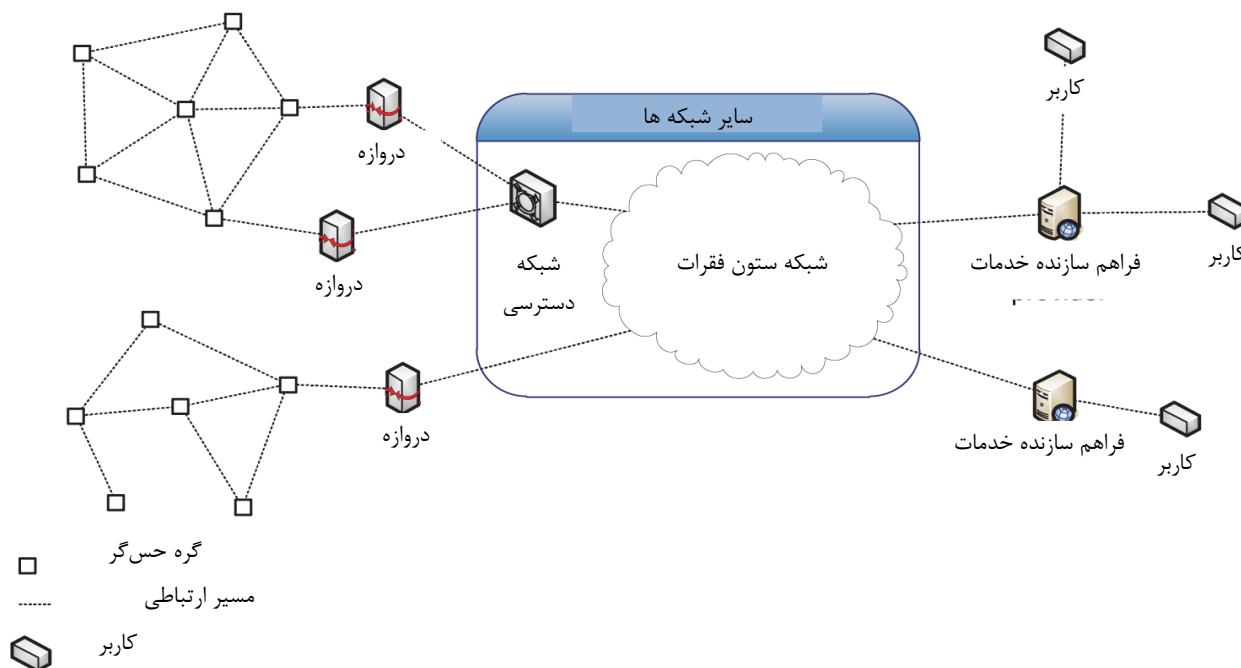 کاربر
سایر شبکه ها
دروازه
کاربر
شبکه ستون فقرات
فراهم سازنده خدمات
شبکه
دسترسی
دروازه
کاربر
دروازه
فراهم سازنده خدمات
کاربر
گره حس‌گر
مسیر ارتباطی
کاربر